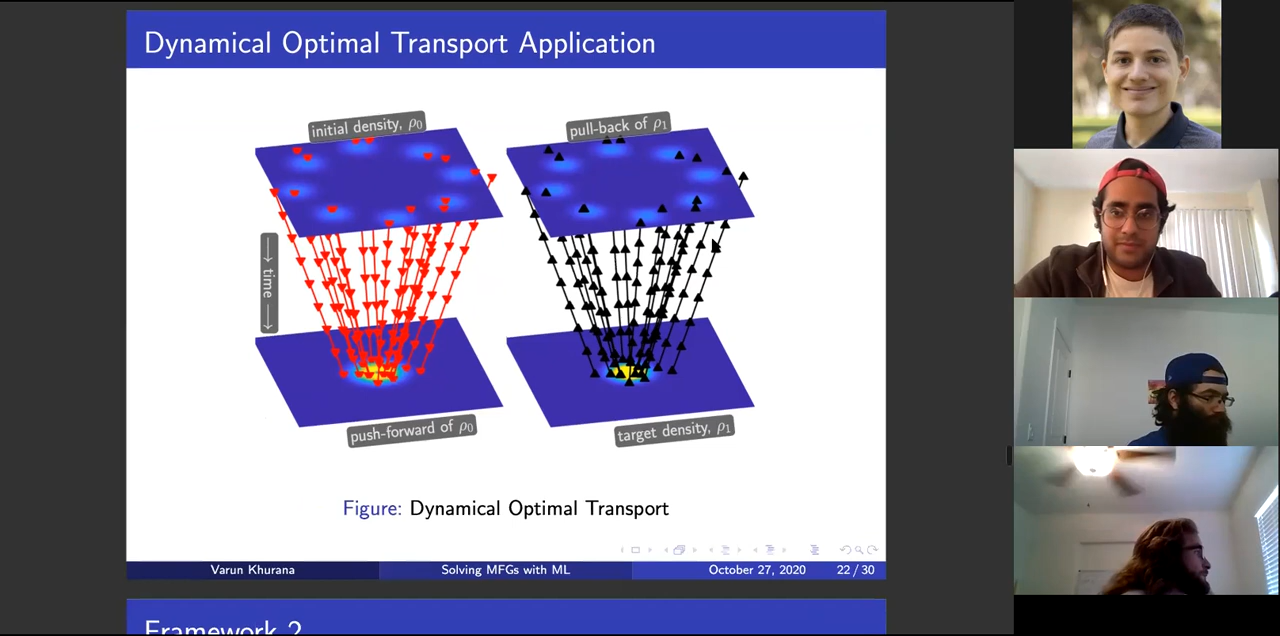 Dynamical Optimal Transport Application
initial density, ρ₀
pull-back of ρ₁
→ time →
push-forward of ρ₀
target density, ρ₁
Figure: Dynamical Optimal Transport
Varun Khurana
Solving MFGs with ML
October 27, 2020
22 / 30
Framework 2